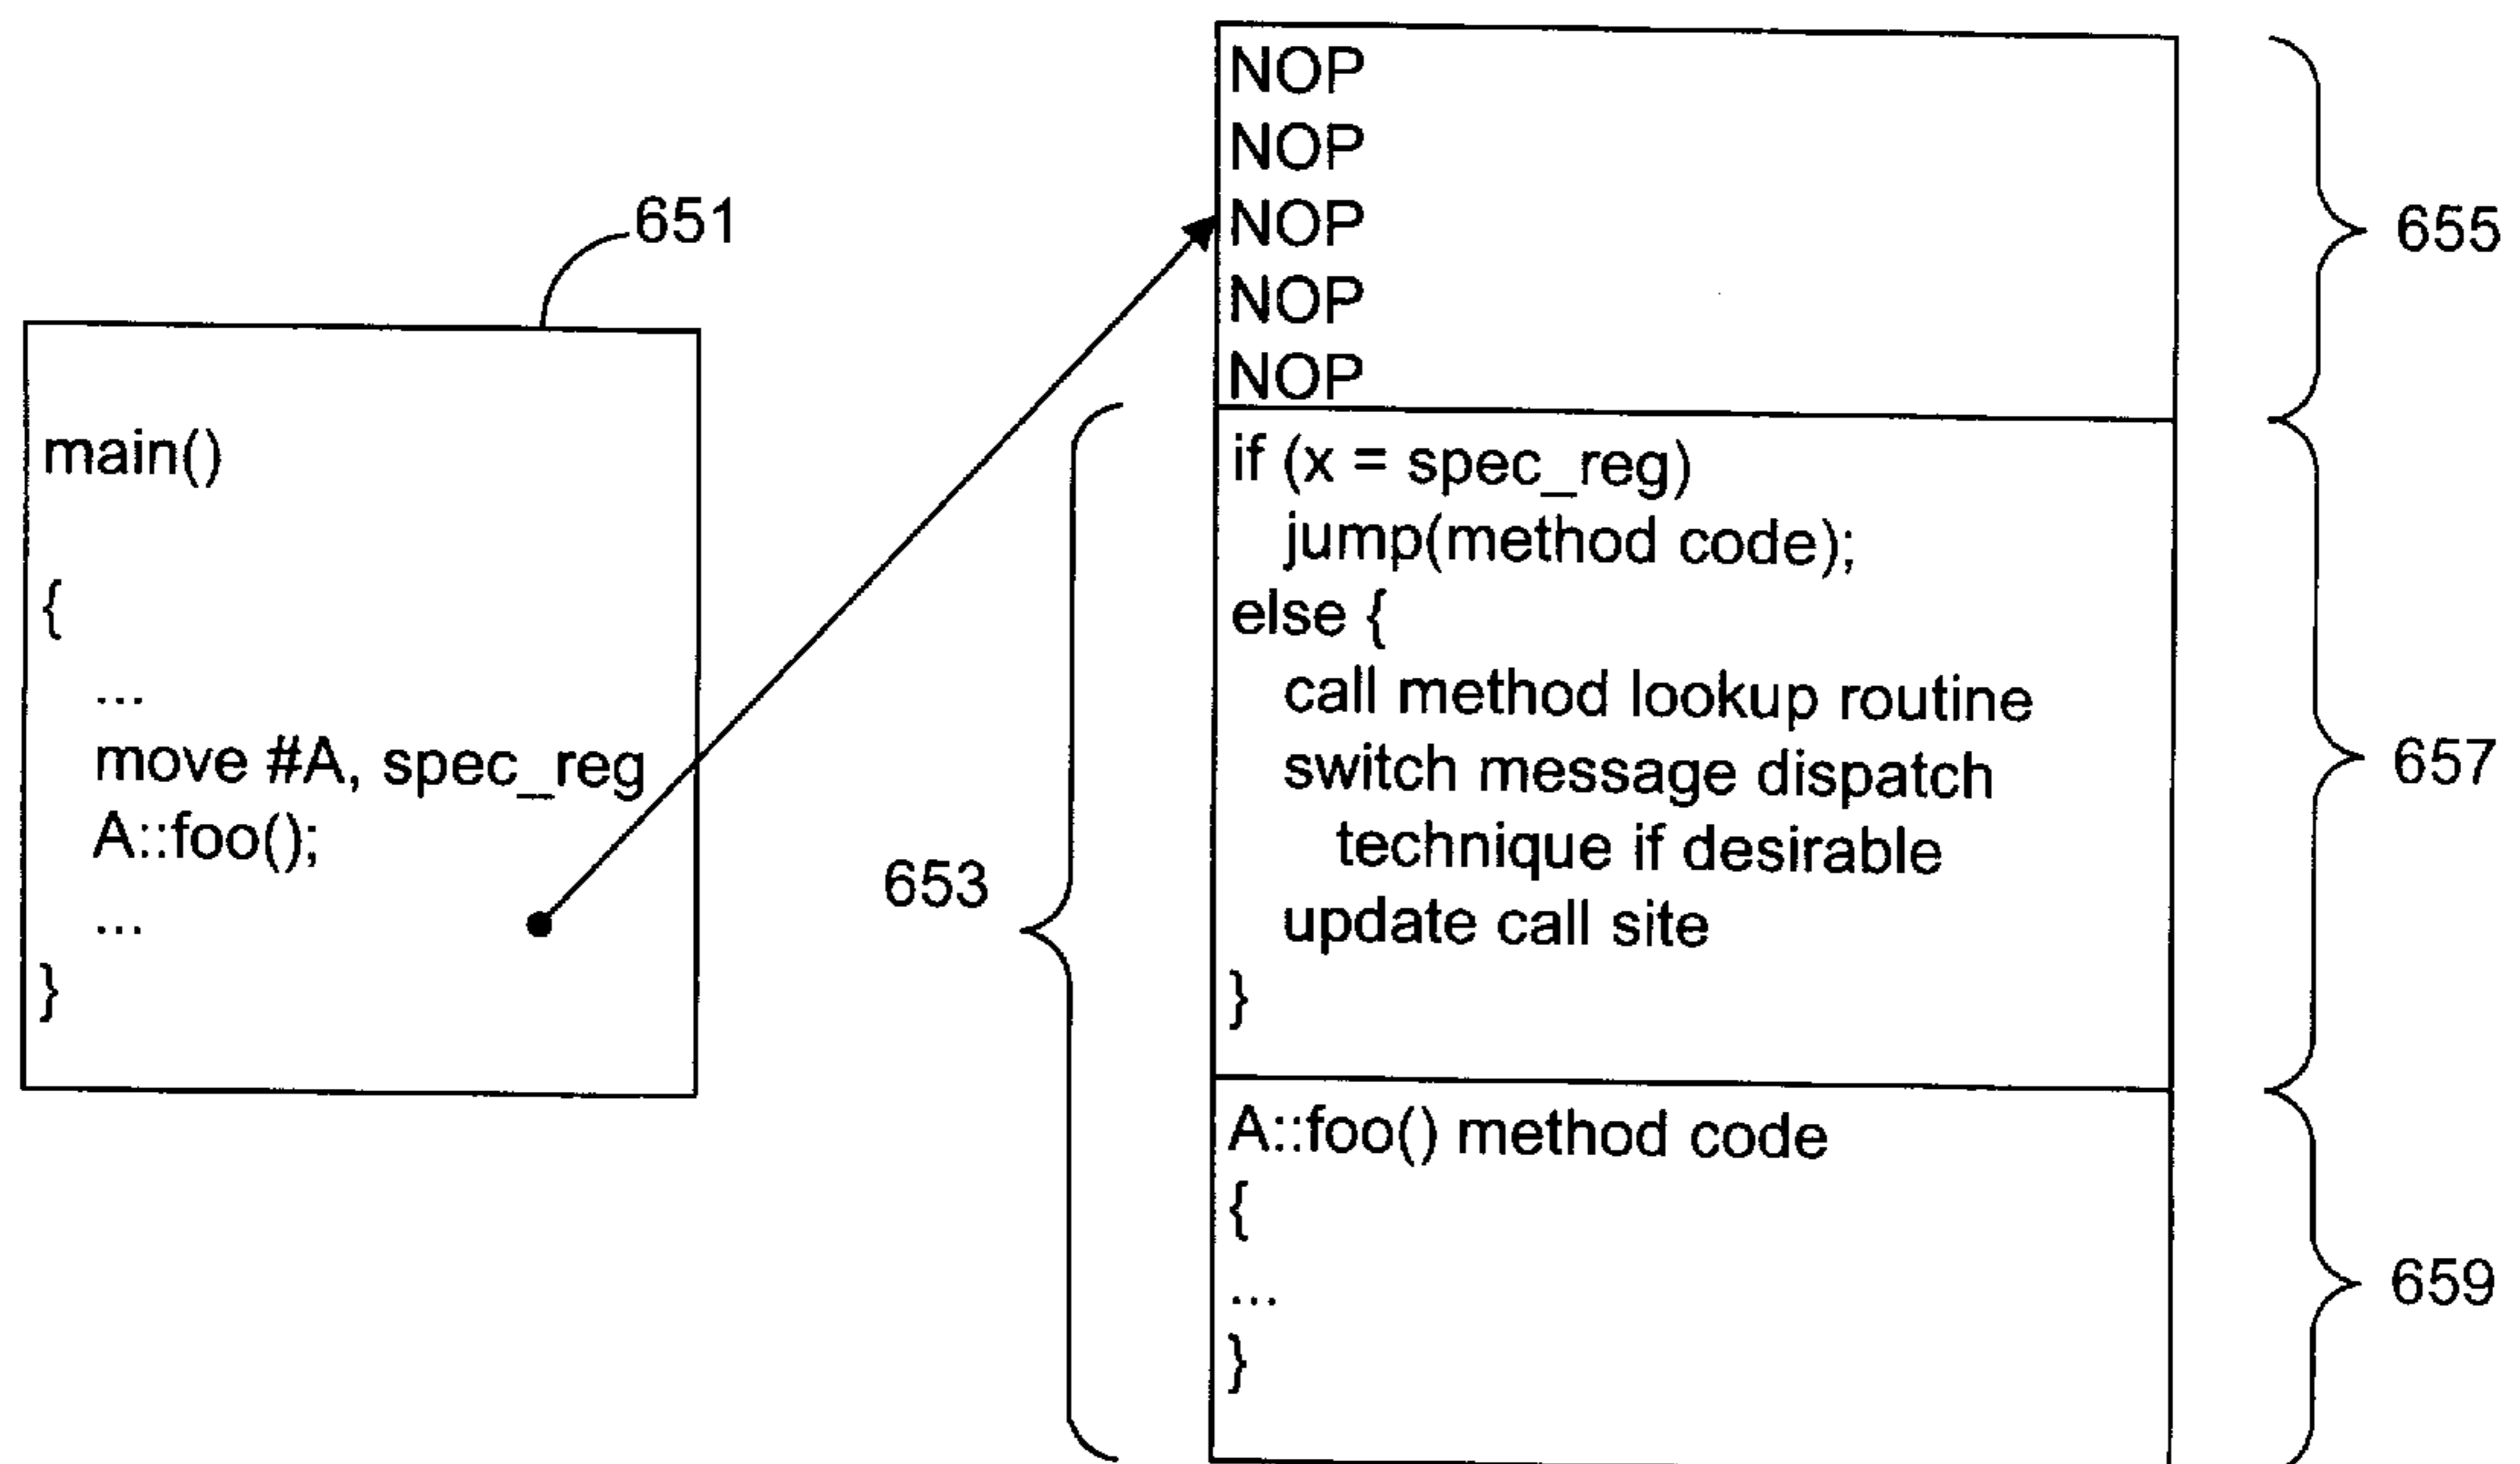 651
main()
{
...
move #A, spec_reg
A::foo();
...
}
653
NOP
NOP
NOP
NOP
NOP
655
if (x = spec_reg)
jump(method code);
else {
call method lookup routine
switch message dispatch
technique if desirable
update call site
}
657
A::foo() method code
{
...
}
659